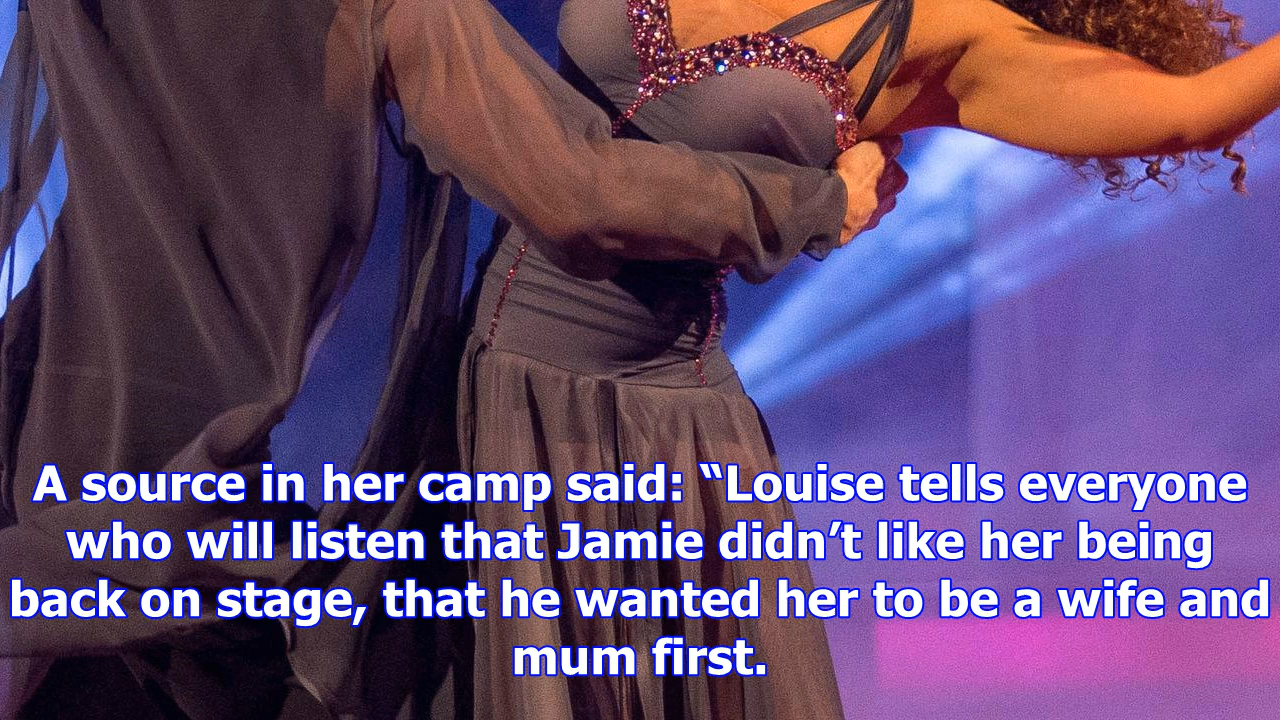 A source in her camp said: “Louise tells everyone
who will listen that Jamie didn’t like her being
back on stage, that he wanted her to be a wife and
mum first.